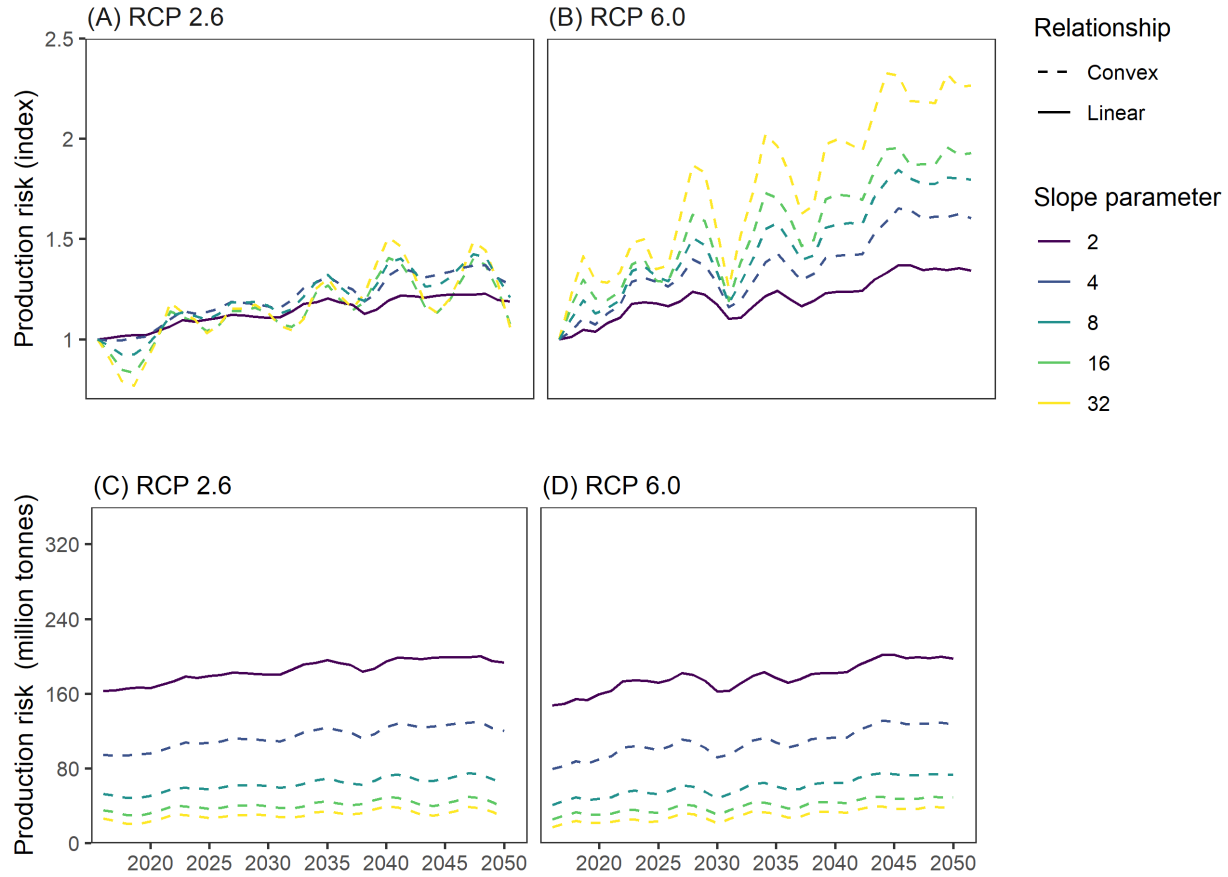 (A) RCP 2.6
(B) RCP 6.0
Production risk (index)
2.5
2
1.5
1
Relationship
Convex
Linear
Slope parameter
2
4
8
16
32
(C) RCP 2.6
(D) RCP 6.0
Production risk (million tonnes)
320
240
160
80
0
2020 2025 2030 2035 2040 2045 2050
2020 2025 2030 2035 2040 2045 2050